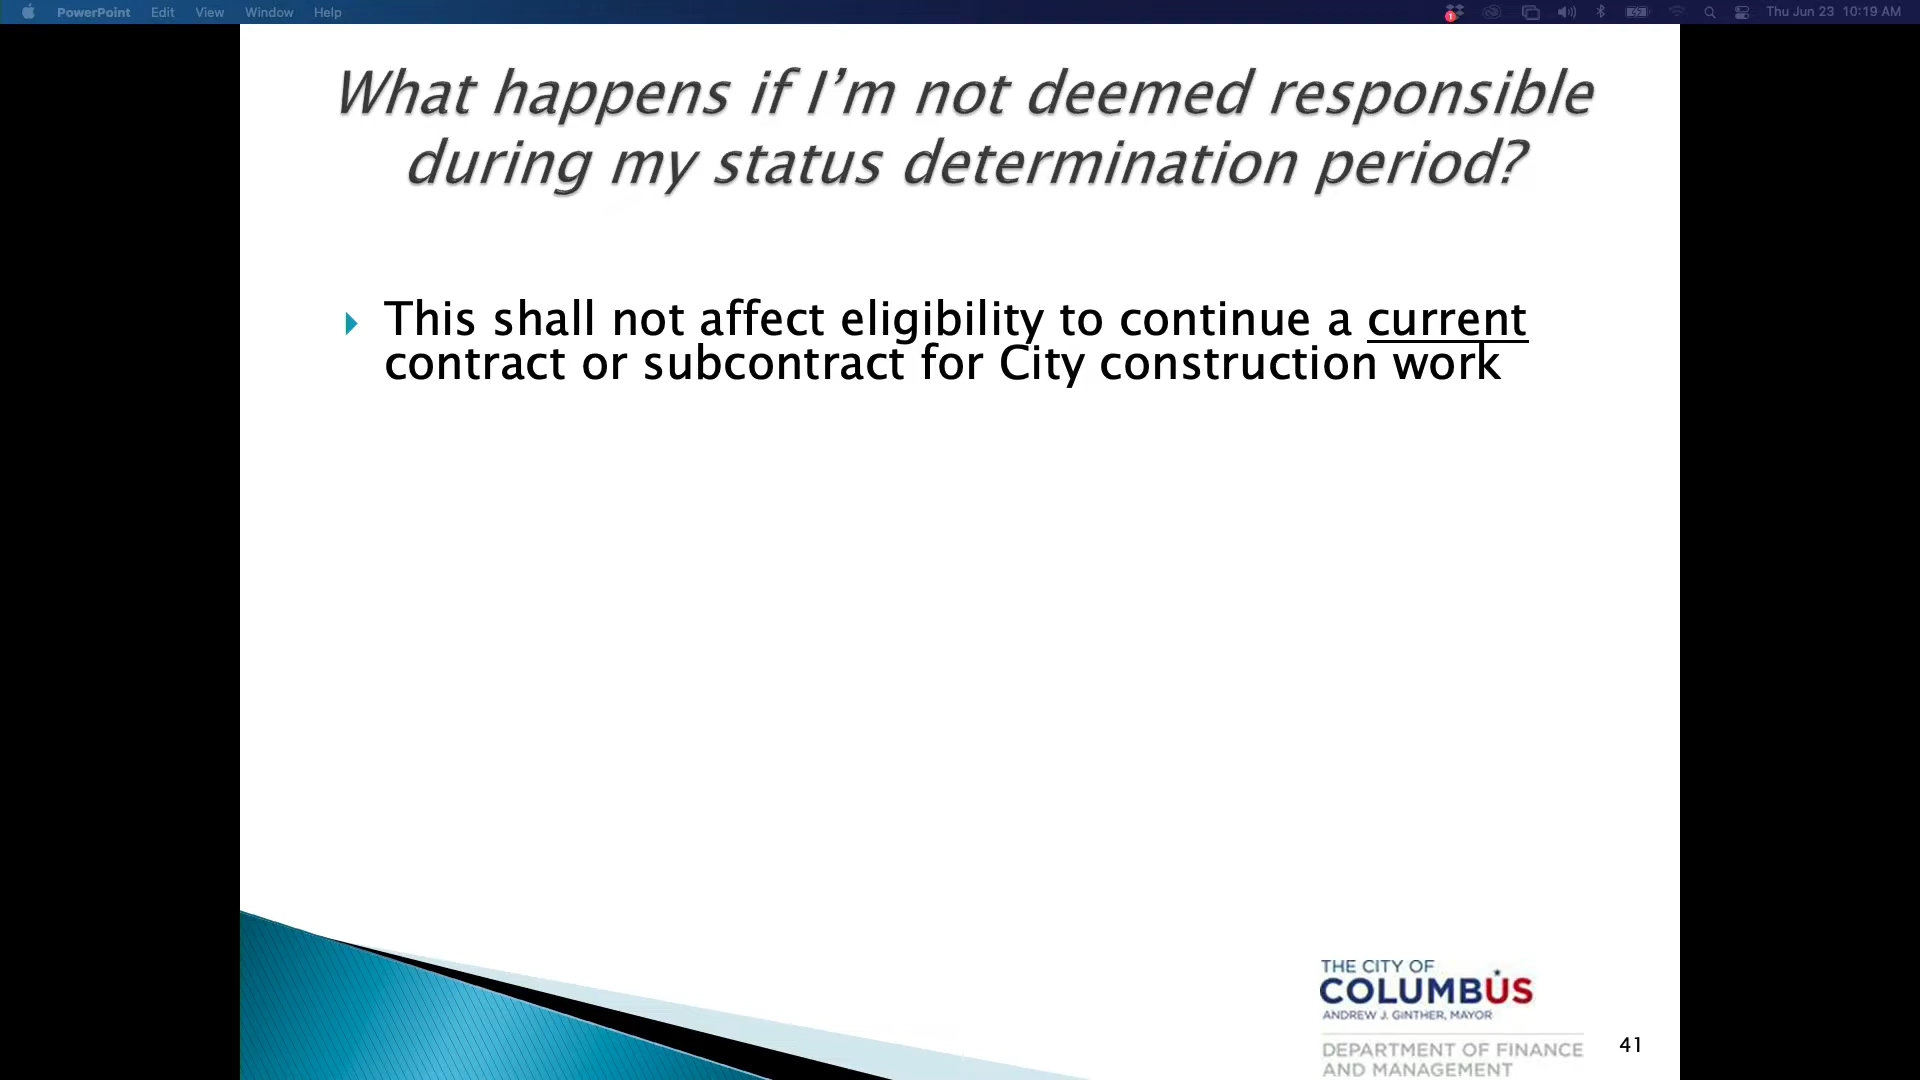 PowerPoint Edit View Window Help
1
Thu Jun 23 10:19 AM
What happens if I’m not deemed responsible
during my status determination period?
This shall not affect eligibility to continue a current
contract or subcontract for City construction work
THE CITY OF
COLUMBUS
ANDREW J. GINTHER, MAYOR
DEPARTMENT OF FINANCE
AND MANAGEMENT
41